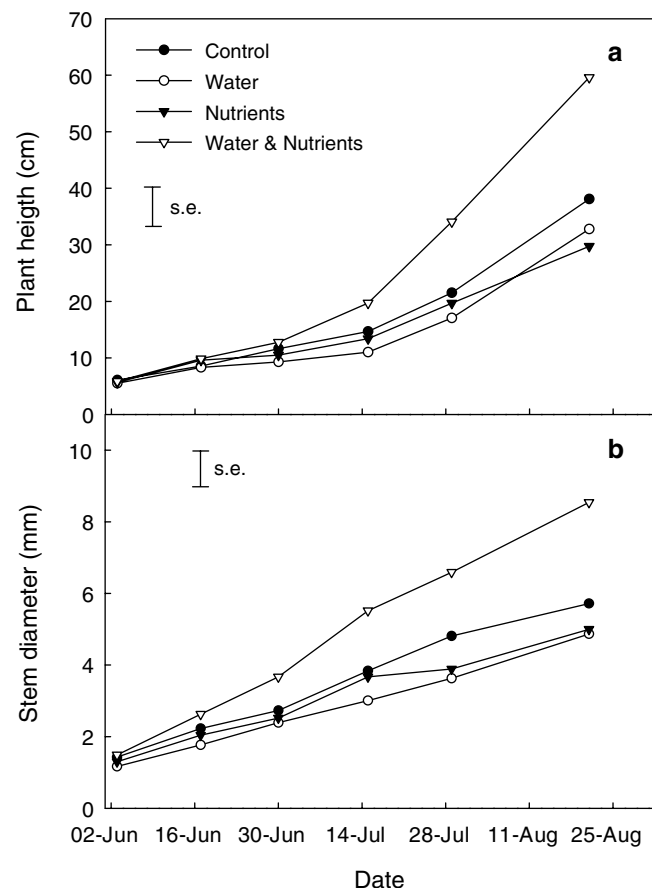 70
60
50
40
30
20
10
0
Plant heigth (cm)
a
Control
Water
Nutrients
Water & Nutrients
s.e.
10
8
6
4
2
0
Stem diameter (mm)
b
s.e.
02-Jun 16-Jun 30-Jun 14-Jul 28-Jul 11-Aug 25-Aug
Date